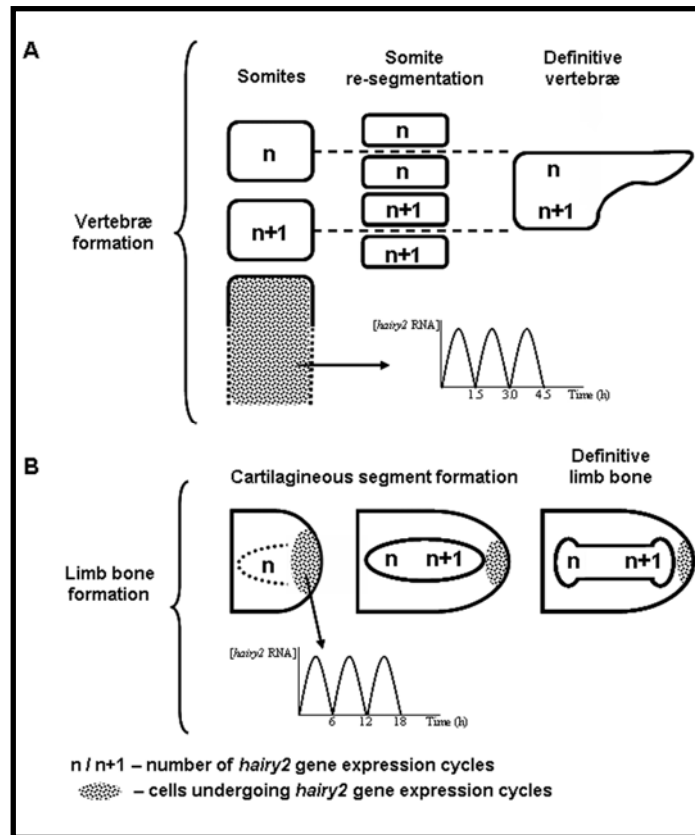 A
Somites
Somite
re-segmentation
Definitive
vertebræ
n
n
n
n
n+1
n+1
n+1
n+1
Vertebræ
formation
[hairy2 RNA]
1.5 3.0 4.5 Time (h)
B
Cartilagineous segment formation
Definitive
limb bone
Limb bone
formation
n
n n+1
n n+1
[hairy2 RNA]
6 12 18 Time (h)
n / n+1 – number of hairy2 gene expression cycles
– cells undergoing hairy2 gene expression cycles